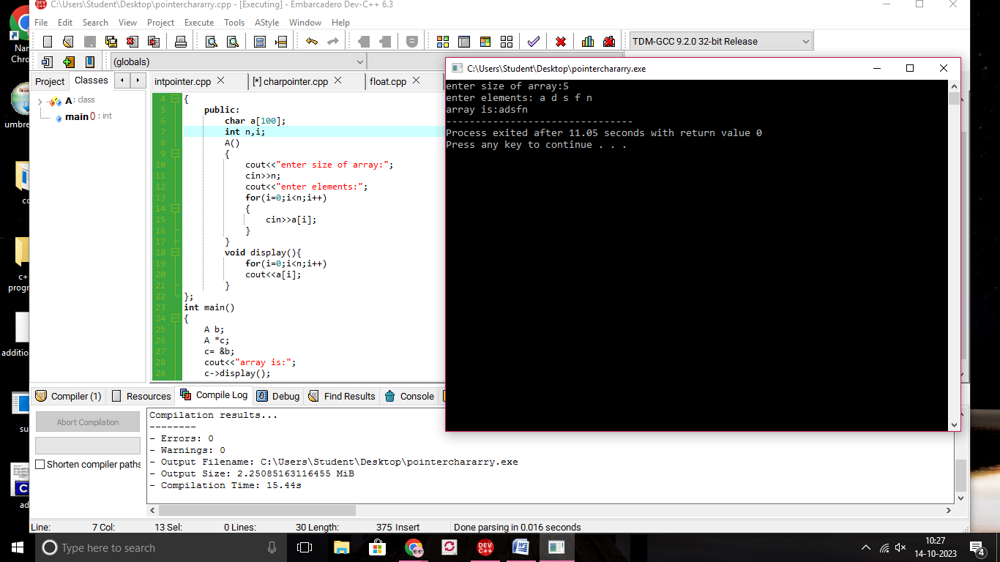 C:\Users\Student\Desktop\pointerchararry.cpp - [Executing] - Embarcadero Dev-C++ 6.3
File Edit Search View Project Execute Tools AStyle Window Help
TDM-GCC 9.2.0 32-bit Release
(globals)
Project Classes
intpointer.cpp [*] charpointer.cpp float.cpp
A : class
main () : int
4 {
5 public:
6 char a[100];
7 int n,i;
8 A()
9 {
10 cout<<"enter size of array:";
11 cin>>n;
12 cout<<"enter elements:";
13 for(i=0;i<n;i++)
14 {
15 cin>>a[i];
16 }
17 }
18 void display(){
19 for(i=0;i<n;i++)
20 cout<<a[i];
21 }
22 };
23 int main()
24 {
25 A b;
26 A *c;
27 c= &b;
28 cout<<"array is:";
29 c->display();
C:\Users\Student\Desktop\pointerchararry.exe
enter size of array:5
enter elements: a d s f n
array is:adsfn
--------------------------------
Process exited after 11.05 seconds with return value 0
Press any key to continue . . .
Compiler (1) Resources Compile Log Debug Find Results Console
Abort Compilation
Shorten compiler paths
Compilation results...
--------
- Errors: 0
- Warnings: 0
- Output Filename: C:\Users\Student\Desktop\pointerchararry.exe
- Output Size: 2.25085163116455 MiB
- Compilation Time: 15.44s
Line: 7 Col: 13 Sel: 0 Lines: 30 Length: 375 Insert Done parsing in 0.016 seconds
Chro
umbre
c+
progr
additio
su
ad
Type here to search
DEV
C++
10:27
14-10-2023
4